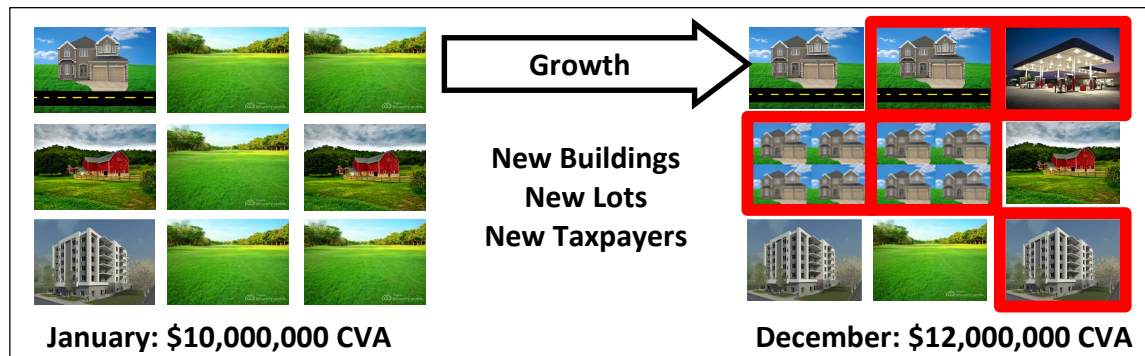 Growth
New Buildings
New Lots
New Taxpayers
January: $10,000,000 CVA
December: $12,000,000 CVA